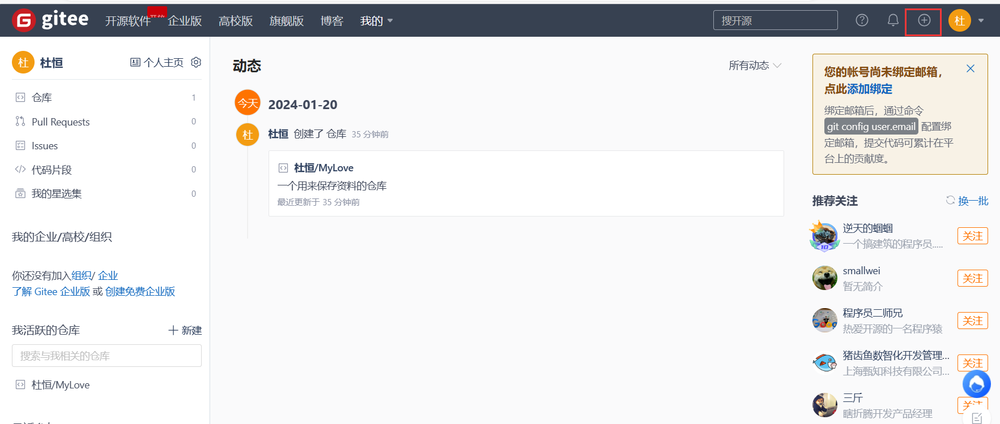 gitee 开源软件 企业版 高校版 旗舰版 博客 我的 搜开源 杜
杜 杜恒 个人主页
仓库 1
Pull Requests 0
Issues 0
代码片段 0
我的星选集 0
我的企业/高校/组织
你还没有加入组织/ 企业
了解 Gitee 企业版 或 创建免费企业版
我活跃的仓库 新建
搜索与我相关的仓库
杜恒/MyLove
动态 所有动态
今天 2024-01-20
杜 杜恒 创建了 仓库 35 分钟前
杜恒/MyLove
一个用来保存资料的仓库
最近更新于 35 分钟前
您的帐号尚未绑定邮箱，
点此添加绑定
绑定邮箱后，通过命令
git config user.email 配置绑
定邮箱，提交代码可累计在平
台上的贡献度。
推荐关注 换一批
逆天的蝈蝈
一个搞建筑的程序员..... 关注
10
smallwei
暂无简介 关注
程序员二师兄
热爱开源的一名程序猿 关注
猪齿鱼数智化开发管理...
上海甄知科技有限公司... 关注
三斤
瞎折腾开发产品经理 关注